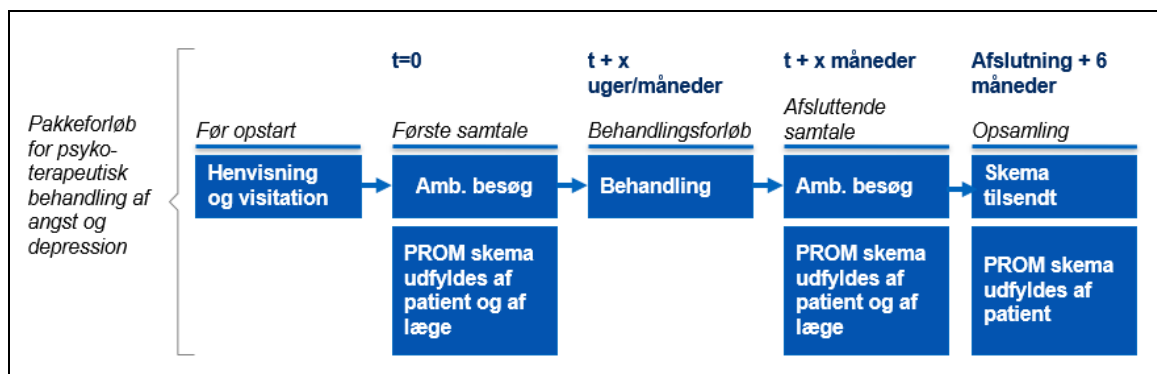 Pakkeforløb
for psyko-
terapeutisk
behandling af
angst og
depression
Før opstart
Henvisning
og visitation
t=0
Første samtale
Amb. besøg
PROM skema
udfyldes af
patient og af
læge
t + x
uger/måneder
Behandlingsforløb
Behandling
t + x måneder
Afsluttende
samtale
Amb. besøg
PROM skema
udfyldes af
patient og af
læge
Afslutning + 6
måneder
Opsamling
Skema
tilsendt
PROM skema
udfyldes af
patient